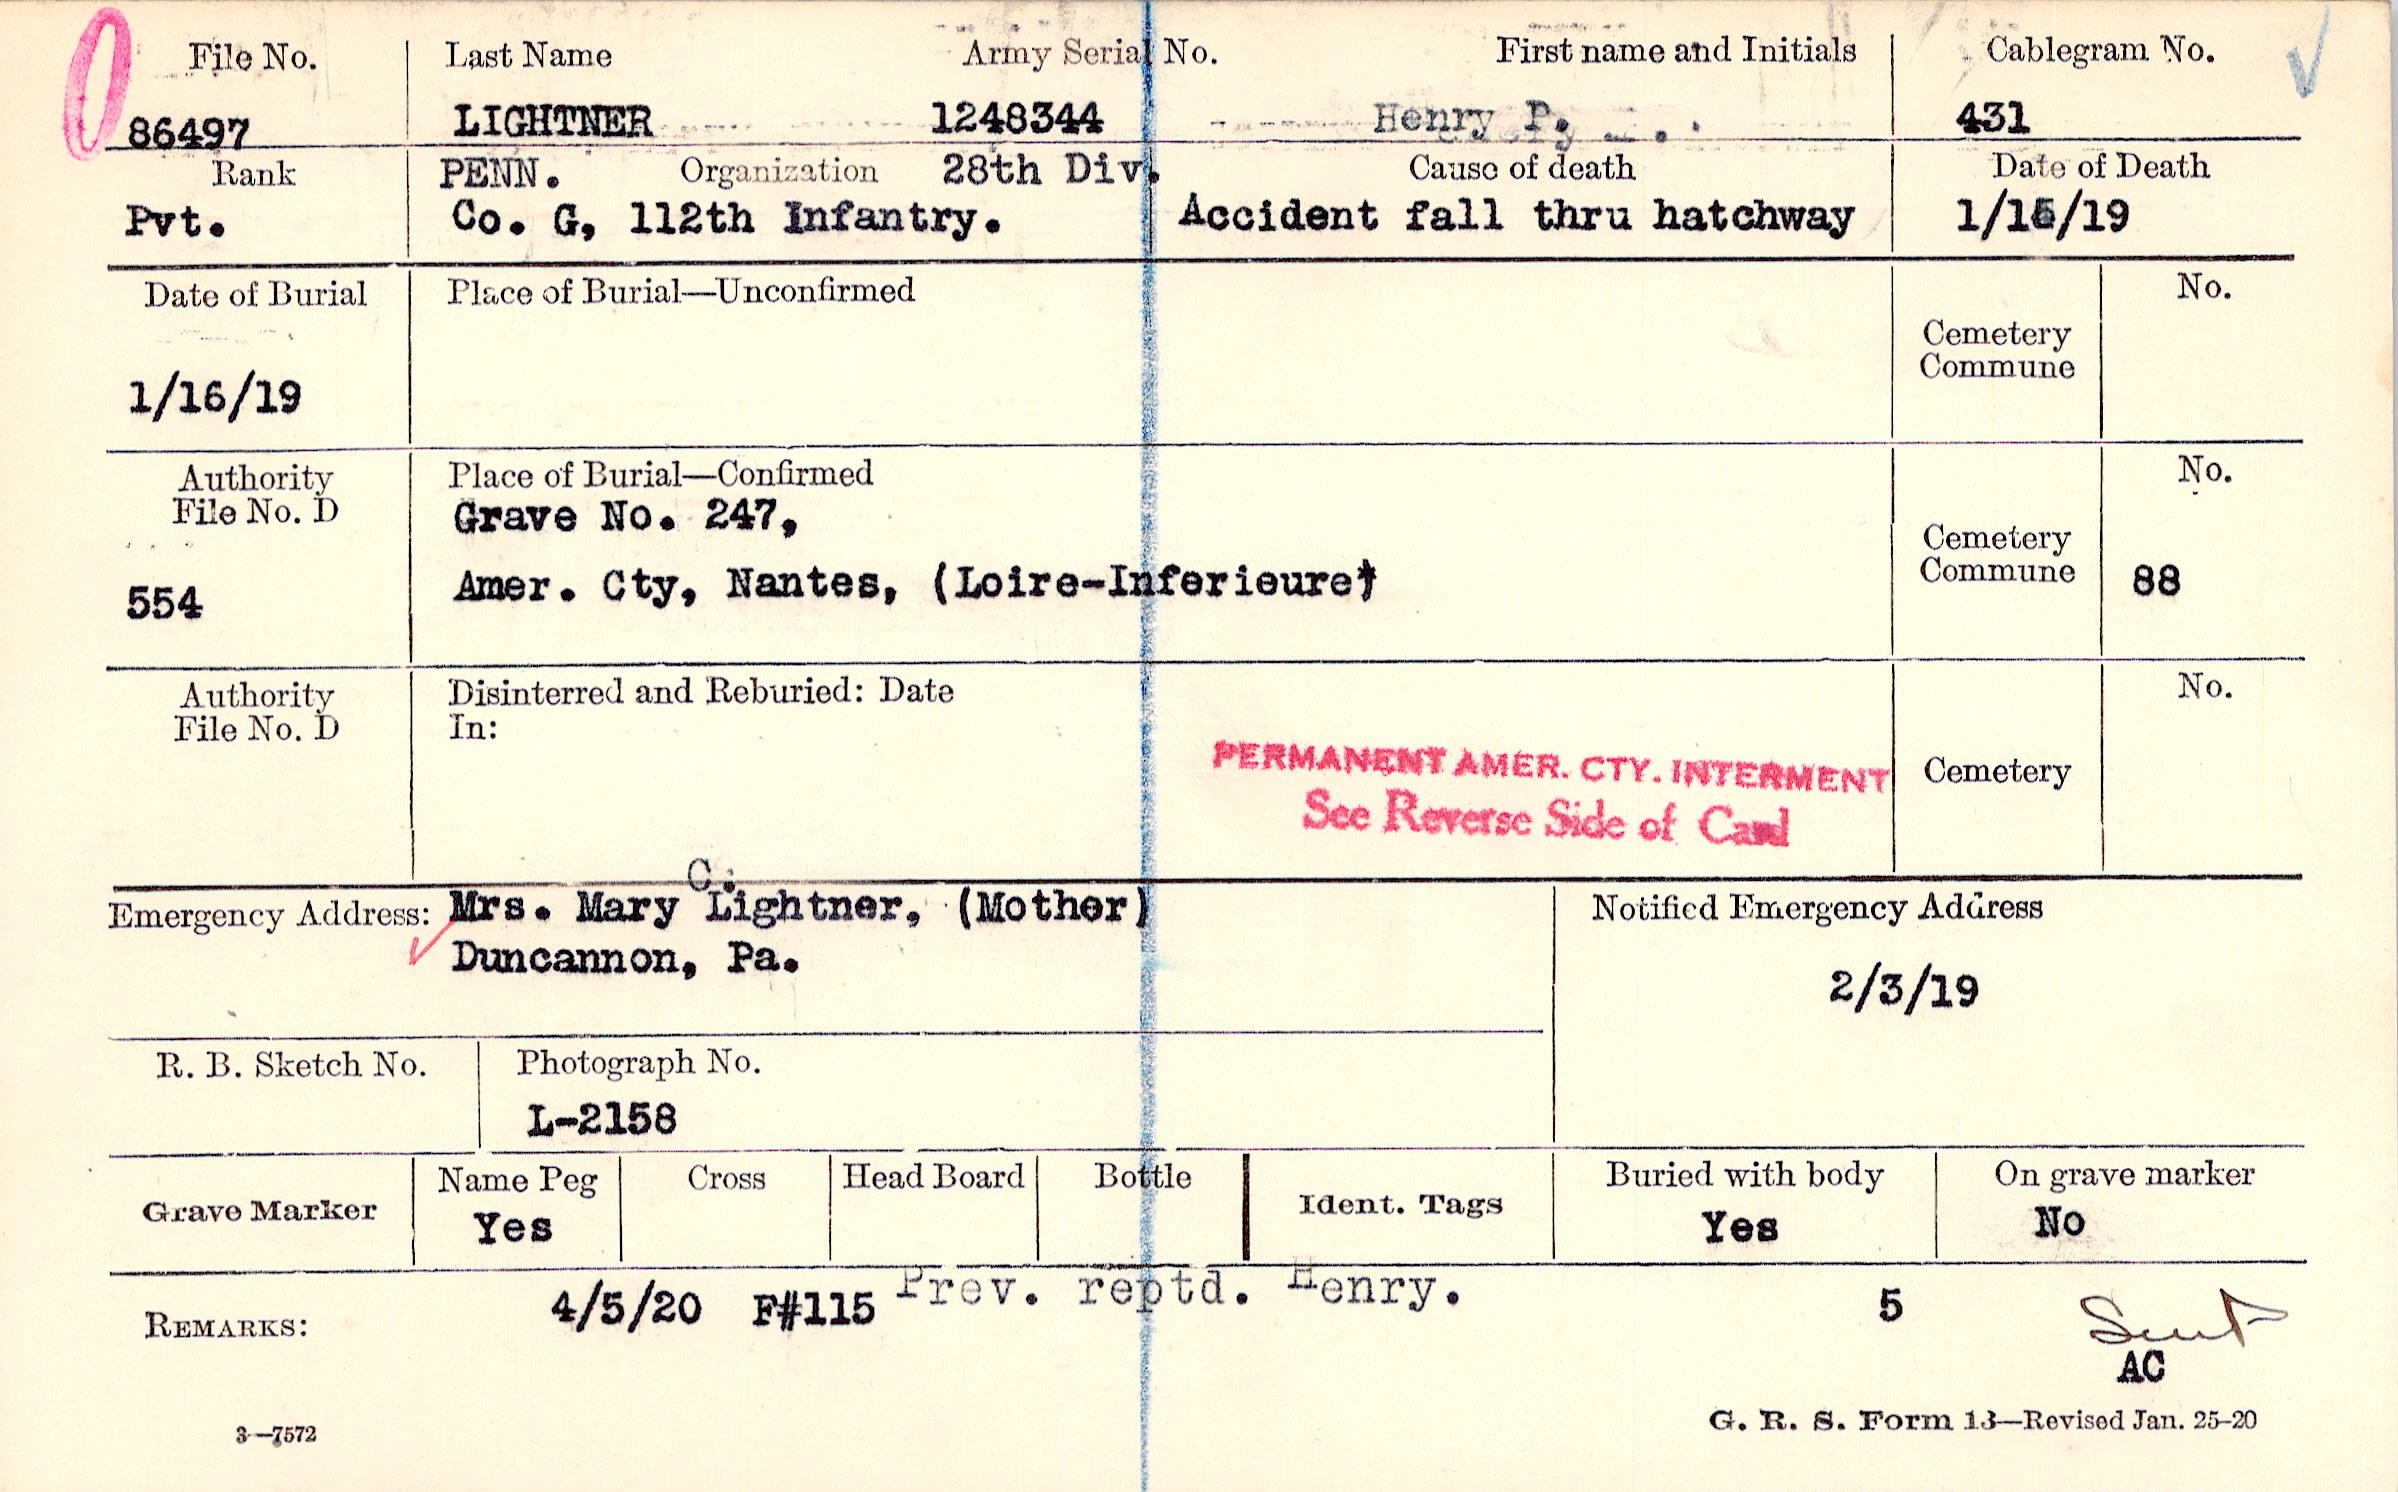 File No. Last Name Army Serial No. First name and Initials Cablegram No.
86497 LIGHTNER 1248344 Henry P. 431
Rank PENN. Organization 28th Div. Cause of death Date of Death
Pvt. Co. G, 112th Infantry. Accident fall thru hatchway 1/15/19
Date of Burial Place of Burial—Unconfirmed No.
Cemetery
Commune
1/16/19
Authority Place of Burial—Confirmed No.
File No. D Grave No. 247,
Cemetery
554 Amer. Cty, Nantes, (Loire-Inferieure) Commune 88
Authority Disinterred and Reburied: Date No.
File No. D In:
PERMANENT AMER. CTY. INTERMENT Cemetery
See Reverse Side of Card
C.
Emergency Address: Mrs. Mary Lightner, (Mother) Notified Emergency Address
Duncannon, Pa.
2/3/19
R. B. Sketch No. Photograph No.
L-2158
Grave Marker Name Peg Cross Head Board Bottle Ident. Tags Buried with body On grave marker
Yes Yes No
REMARKS: 4/5/20 F#115 Prev. reptd. Henry. 5
Sent
AC
3—7572 G. R. S. Form 13—Revised Jan. 25-20